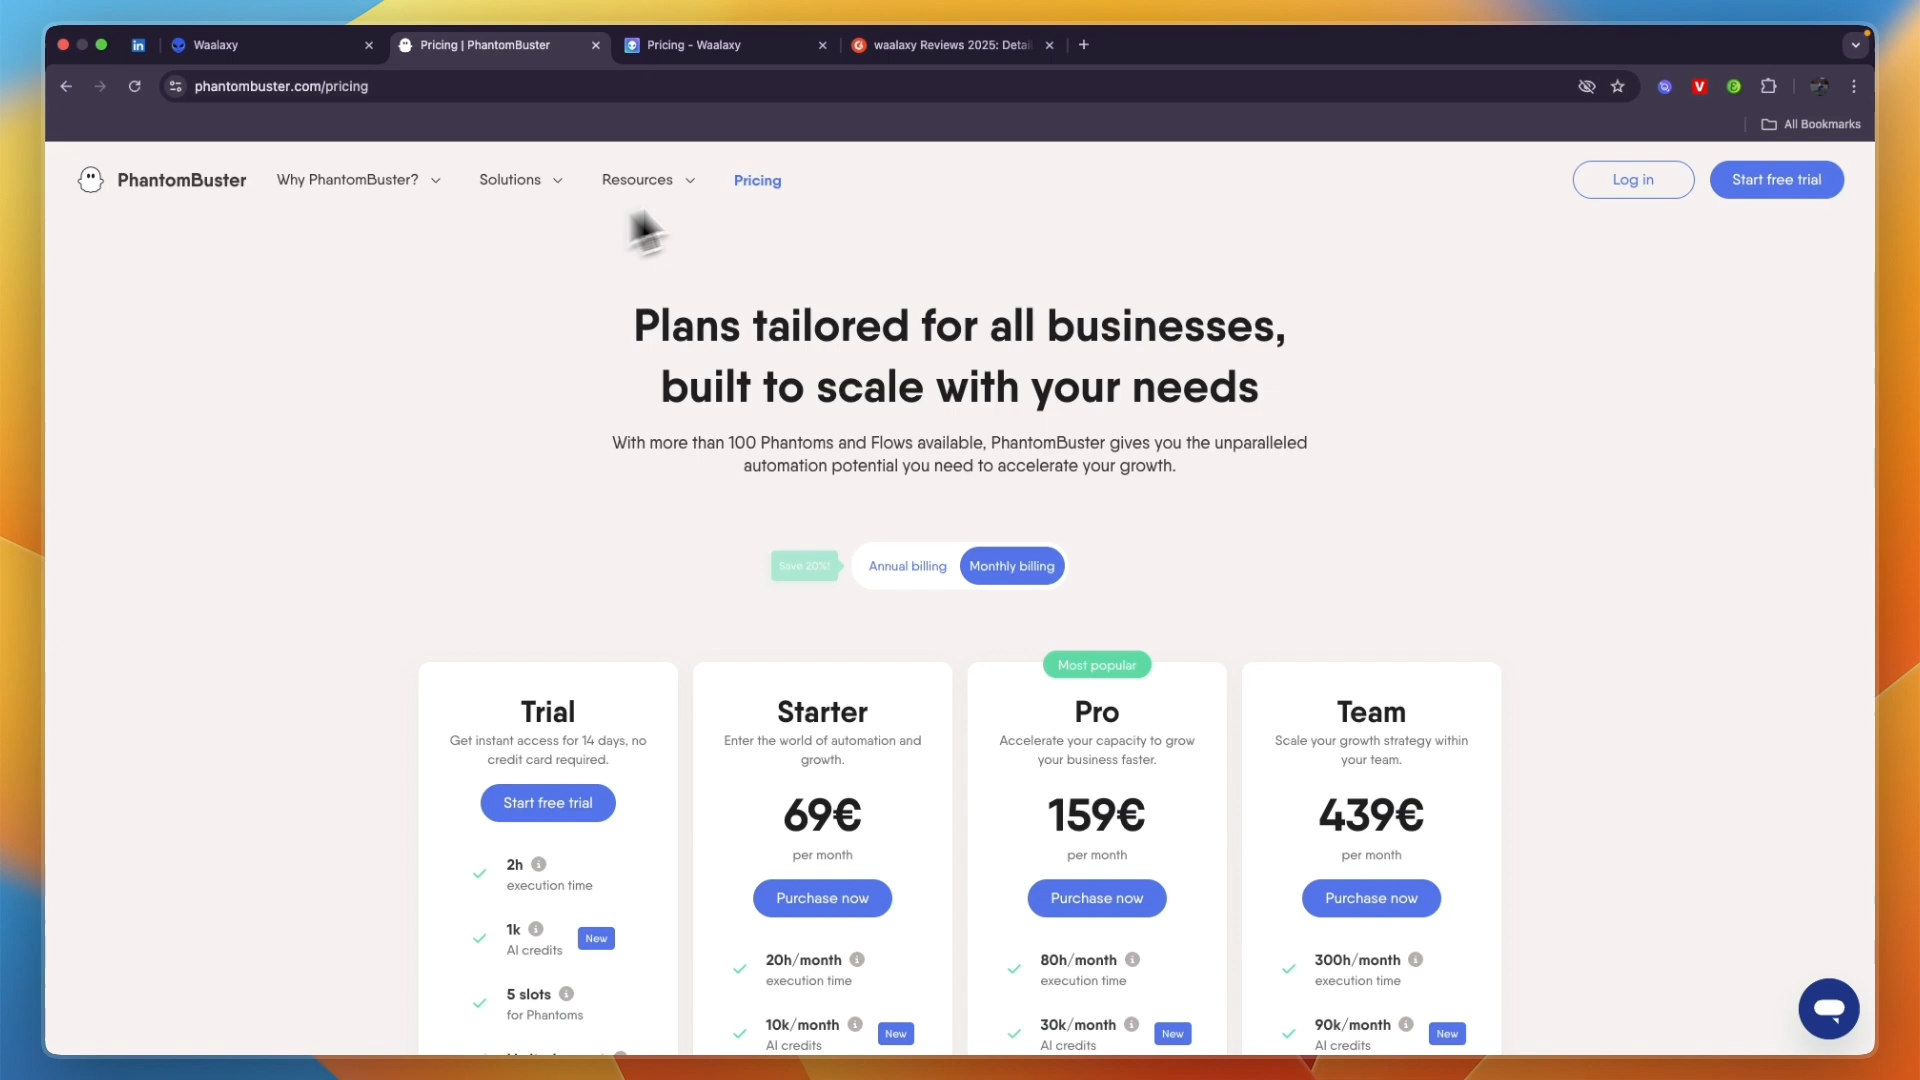 Waalaxy
Pricing | PhantomBuster
Pricing - Waalaxy
waalaxy Reviews 2025: Detai
phantombuster.com/pricing
All Bookmarks
PhantomBuster
Why PhantomBuster?
Solutions
Resources
Pricing
Log in
Start free trial
Plans tailored for all businesses,
built to scale with your needs
With more than 100 Phantoms and Flows available, PhantomBuster gives you the unparalleled
automation potential you need to accelerate your growth.
Save 20%!
Annual billing
Monthly billing
Trial
Get instant access for 14 days, no
credit card required.
Start free trial
2h
execution time
1k
AI credits
New
5 slots
for Phantoms
Starter
Enter the world of automation and
growth.
69€
per month
Purchase now
20h/month
execution time
10k/month
AI credits
New
Most popular
Pro
Accelerate your capacity to grow
your business faster.
159€
per month
Purchase now
80h/month
execution time
30k/month
AI credits
New
Team
Scale your growth strategy within
your team.
439€
per month
Purchase now
300h/month
execution time
90k/month
AI credits
New